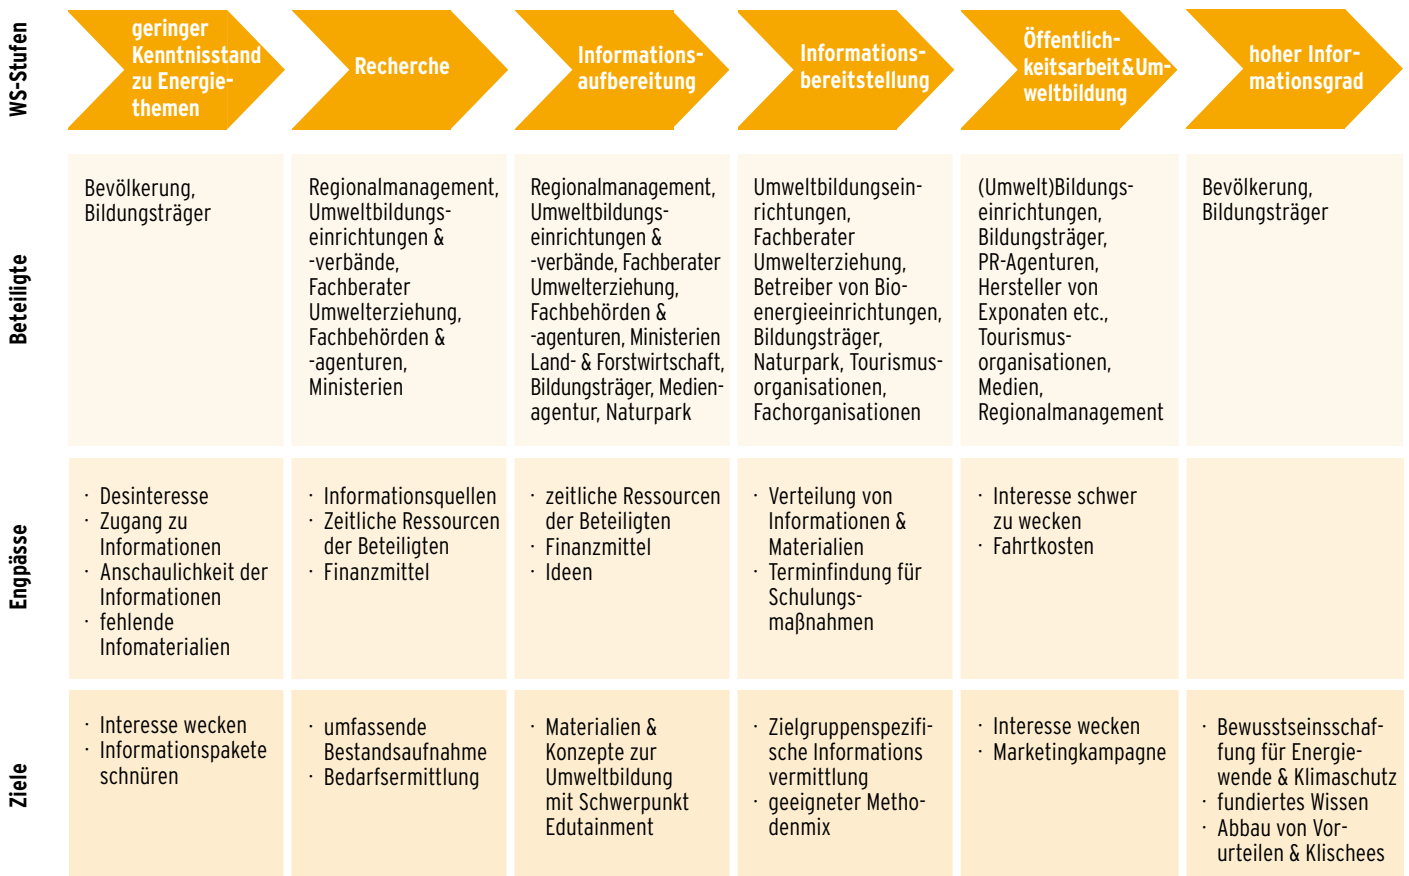 WS-Stufen
geringer
Kenntnisstand
zu Energie-
themen
Recherche
Informations-
aufbereitung
Informations-
bereitstellung
Öffentlich-
keitsarbeit&Um-
weltbildung
hoher Infor-
mationsgrad
Beteiligte
Bevölkerung,
Bildungsträger
Regionalmanagement,
Umweltbildungs-
einrichtungen &
-verbände,
Fachberater
Umwelterziehung,
Fachbehörden &
-agenturen,
Ministerien
Regionalmanagement,
Umweltbildungs-
einrichtungen &
-verbände, Fachberater
Umwelterziehung,
Fachbehörden &
-agenturen, Ministerien
Land- & Forstwirtschaft,
Bildungsträger, Medien-
agentur, Naturpark
Umweltbildungsein-
richtungen,
Fachberater
Umwelterziehung,
Betreiber von Bio-
energieeinrichtungen,
Bildungsträger,
Naturpark, Tourismus-
organisationen,
Fachorganisationen
(Umwelt)Bildungs-
einrichtungen,
Bildungsträger,
PR-Agenturen,
Hersteller von
Exponaten etc.,
Tourismus-
organisationen,
Medien,
Regionalmanagement
Bevölkerung,
Bildungsträger
Engpässe
· Desinteresse
· Zugang zu
Informationen
· Anschaulichkeit der
Informationen
· fehlende
Infomaterialien
· Informationsquellen
· Zeitliche Ressourcen
der Beteiligten
· Finanzmittel
· zeitliche Ressourcen
der Beteiligten
· Finanzmittel
· Ideen
· Verteilung von
Informationen &
Materialien
· Terminfindung für
Schulungs-
maßnahmen
· Interesse schwer
zu wecken
· Fahrtkosten
Ziele
· Interesse wecken
· Informationspakete
schnüren
· umfassende
Bestandsaufnahme
· Bedarfsermittlung
· Materialien &
Konzepte zur
Umweltbildung
mit Schwerpunkt
Edutainment
· Zielgruppenspezifi-
sche Informations
vermittlung
· geeigneter Metho-
denmix
· Interesse wecken
· Marketingkampagne
· Bewusstseinsschaf-
fung für Energie-
wende & Klimaschutz
· fundiertes Wissen
· Abbau von Vor-
urteilen & Klischees